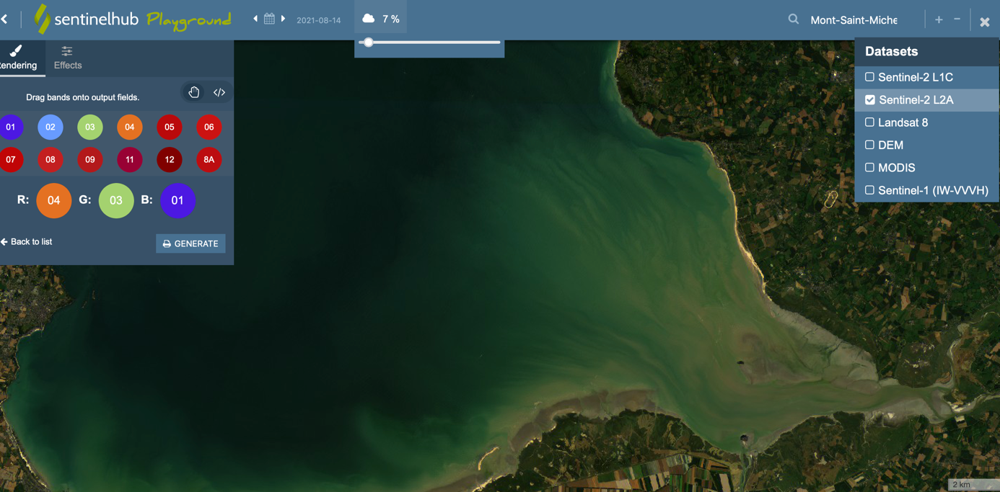 sentinelhub Playground
2021-08-14
7 %
Mont-Saint-Miche
+ −
Rendering
Effects
Datasets
Sentinel-2 L1C
Sentinel-2 L2A
Landsat 8
DEM
MODIS
Sentinel-1 (IW-VVVH)
Drag bands onto output fields.
</>
01 02 03 04 05 06
07 08 09 11 12 8A
R: 04 G: 03 B: 01
Back to list
GENERATE
2 km